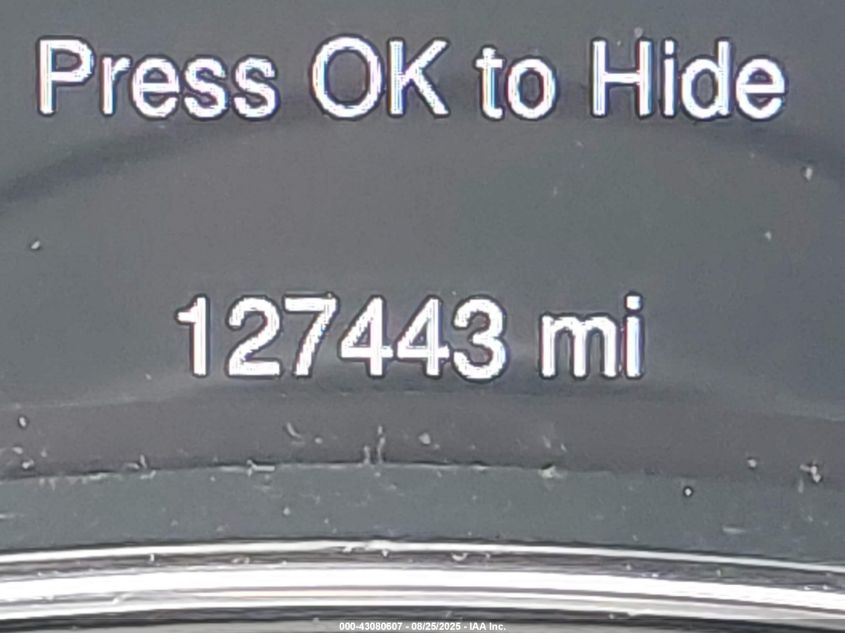 Press OK to Hide
127443 mi
000-43080607 - 08/25/2025 - IAA Inc.